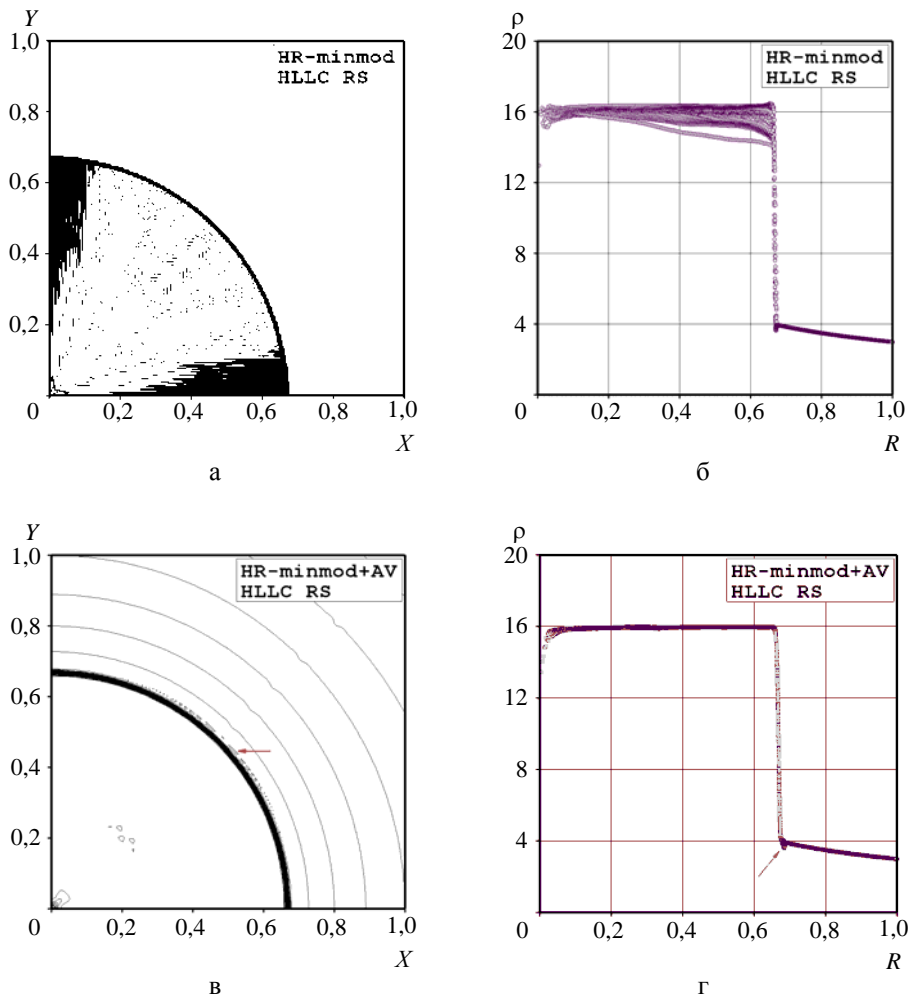 Y
1,0
0,8
0,6
0,4
0,2
0
0,2
0,4
0,6
0,8
1,0
X
HR-minmod
HLLC RS
а
ρ
20
16
12
8
4
0
0,2
0,4
0,6
0,8
1,0
R
HR-minmod
HLLC RS
б
Y
1,0
0,8
0,6
0,4
0,2
0
0,2
0,4
0,6
0,8
1,0
X
HR-minmod+AV
HLLC RS
в
ρ
20
16
12
8
4
0
0,2
0,4
0,6
0,8
1,0
R
HR-minmod+AV
HLLC RS
г